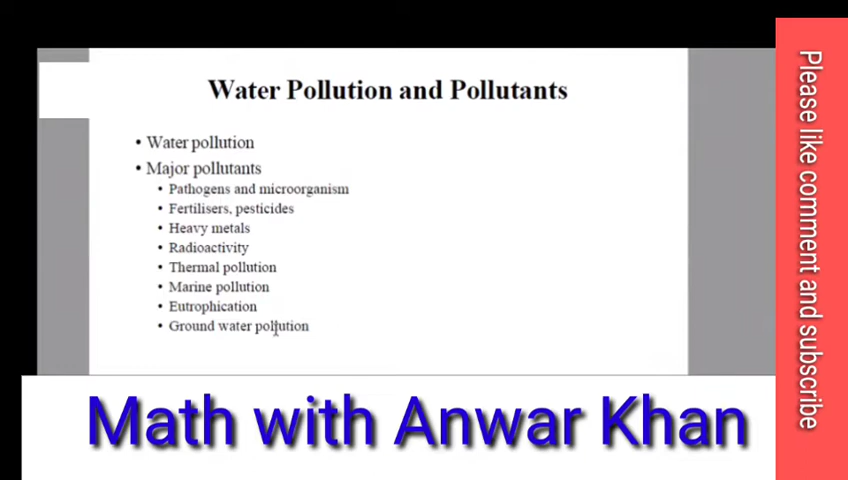 Water Pollution and Pollutants
• Water pollution
• Major pollutants
• Pathogens and microorganism
• Fertilisers, pesticides
• Heavy metals
• Radioactivity
• Thermal pollution
• Marine pollution
• Eutrophication
• Ground water pollution
Math with Anwar Khan
Please like comment and subscribe